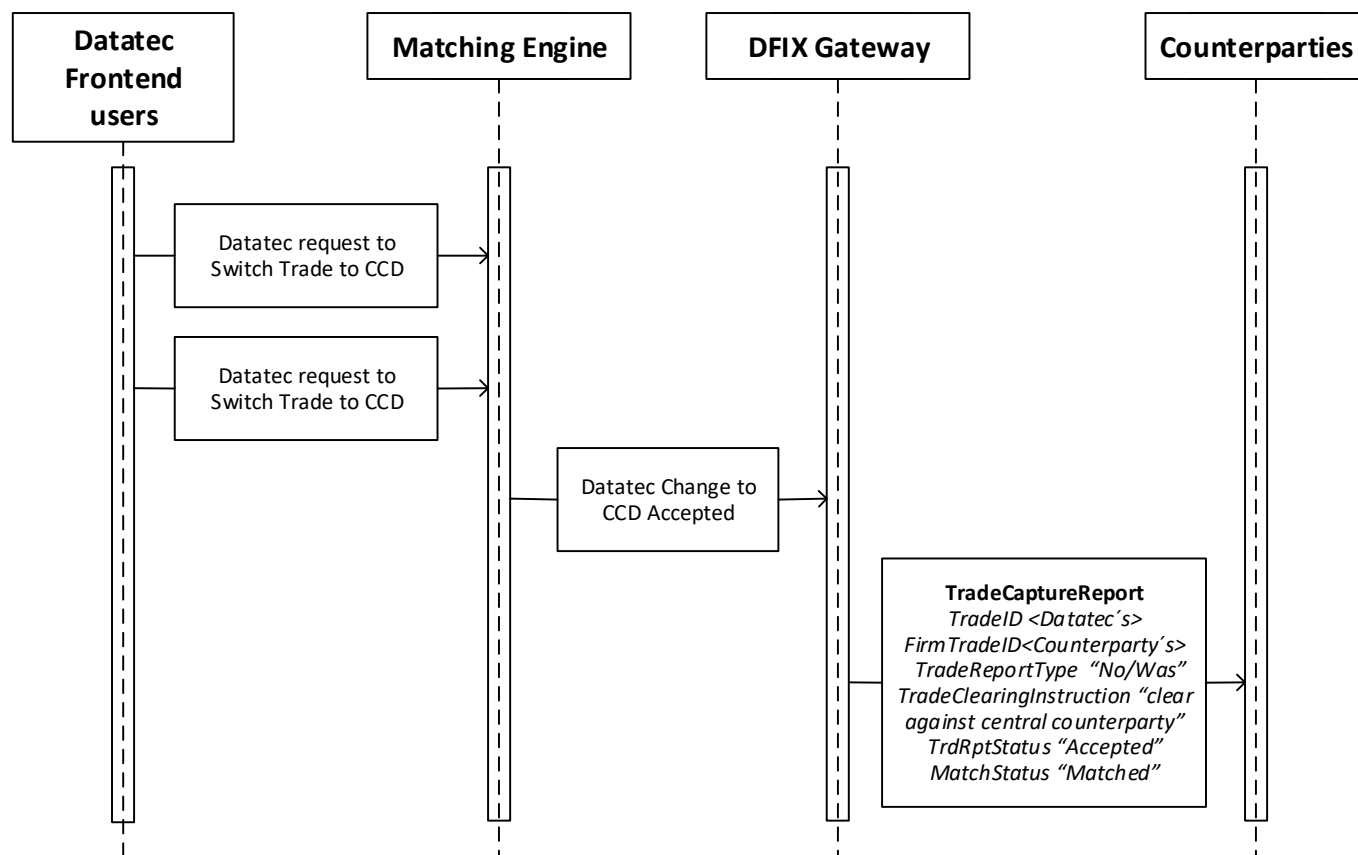 Datatec
Frontend
users
Matching Engine
DFIX Gateway
Counterparties
Datatec request to
Switch Trade to CCD
Datatec request to
Switch Trade to CCD
Datatec Change to
CCD Accepted
TradeCaptureReport
TradeID <Datatec´s>
FirmTradeID<Counterparty´s>
TradeReportType “No/Was”
TradeClearingInstruction “clear
against central counterparty”
TrdRptStatus “Accepted”
MatchStatus “Matched”